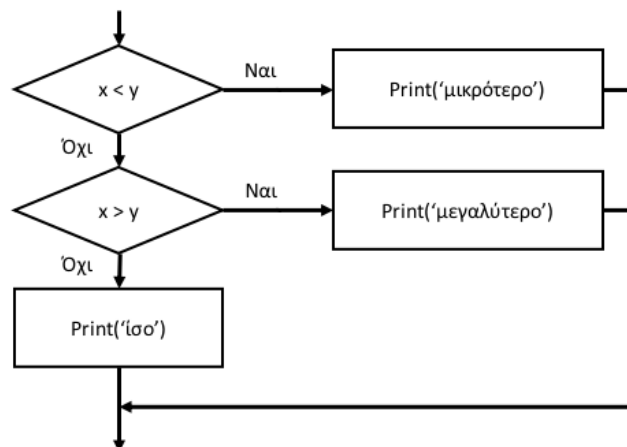 x < y
Ναι
Print(‘μικρότερο’)
Όχι
x > y
Ναι
Print(‘μεγαλύτερο’)
Όχι
Print(‘ίσο’)